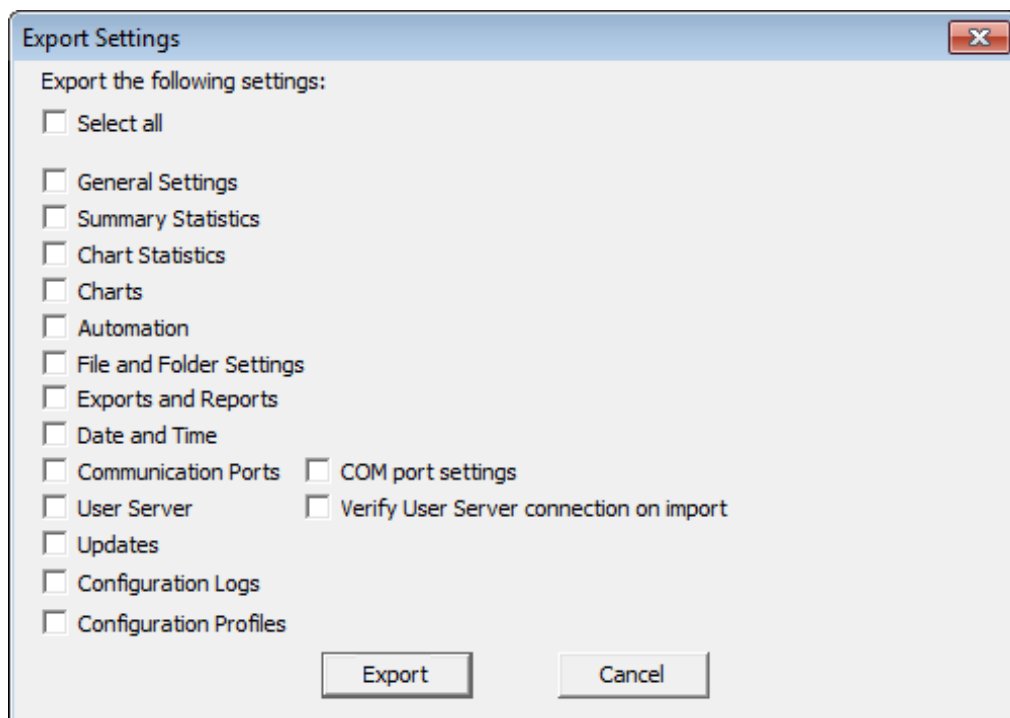 Export Settings
Export the following settings:
Select all
General Settings
Summary Statistics
Chart Statistics
Charts
Automation
File and Folder Settings
Exports and Reports
Date and Time
Communication Ports COM port settings
User Server Verify User Server connection on import
Updates
Configuration Logs
Configuration Profiles
Export Cancel